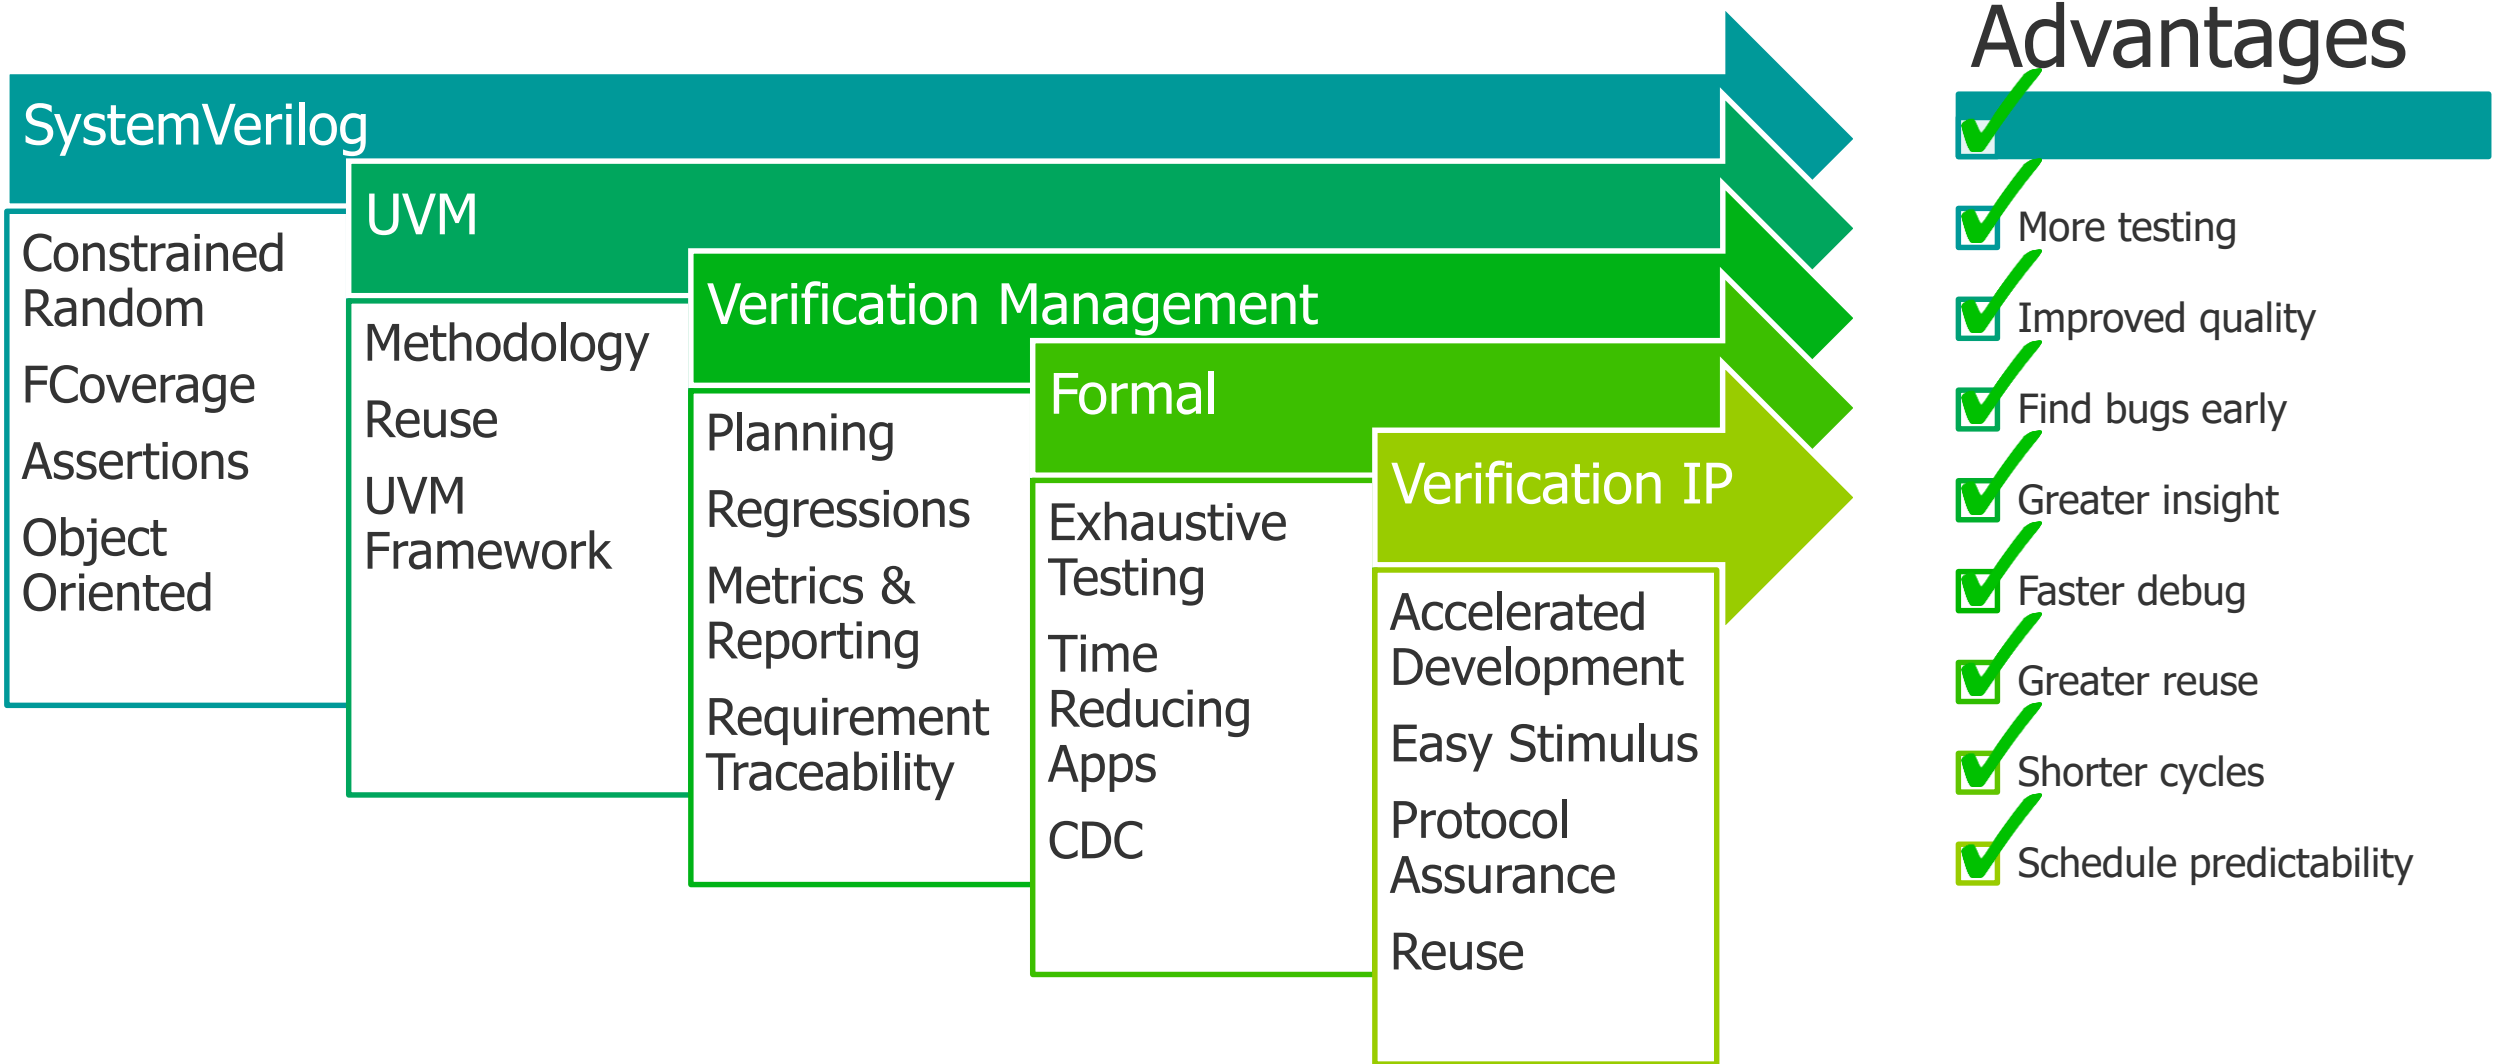 SystemVerilog
Constrained
Random
FCoverage
Assertions
Object
Oriented
UVM
Methodology
Reuse
UVM
Framework
Verification Management
Planning
Regressions
Metrics &
Reporting
Requirement
Traceability
Formal
Exhaustive
Testing
Time
Reducing
Apps
CDC
Verification IP
Accelerated
Development
Easy Stimulus
Protocol
Assurance
Reuse
Advantages
More testing
Improved quality
Find bugs early
Greater insight
Faster debug
Greater reuse
Shorter cycles
Schedule predictability